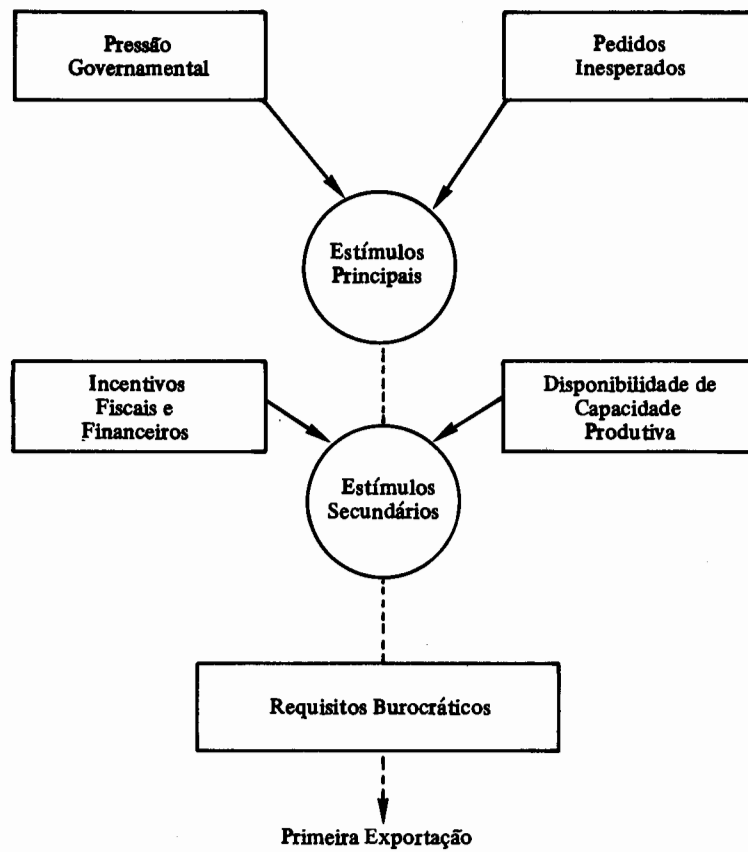 Pressão
Governamental
Pedidos
Inesperados
Estímulos
Principais
Incentivos
Fiscais e
Financeiros
Disponibilidade de
Capacidade
Produtiva
Estímulos
Secundários
Requisitos Burocráticos
Primeira Exportação